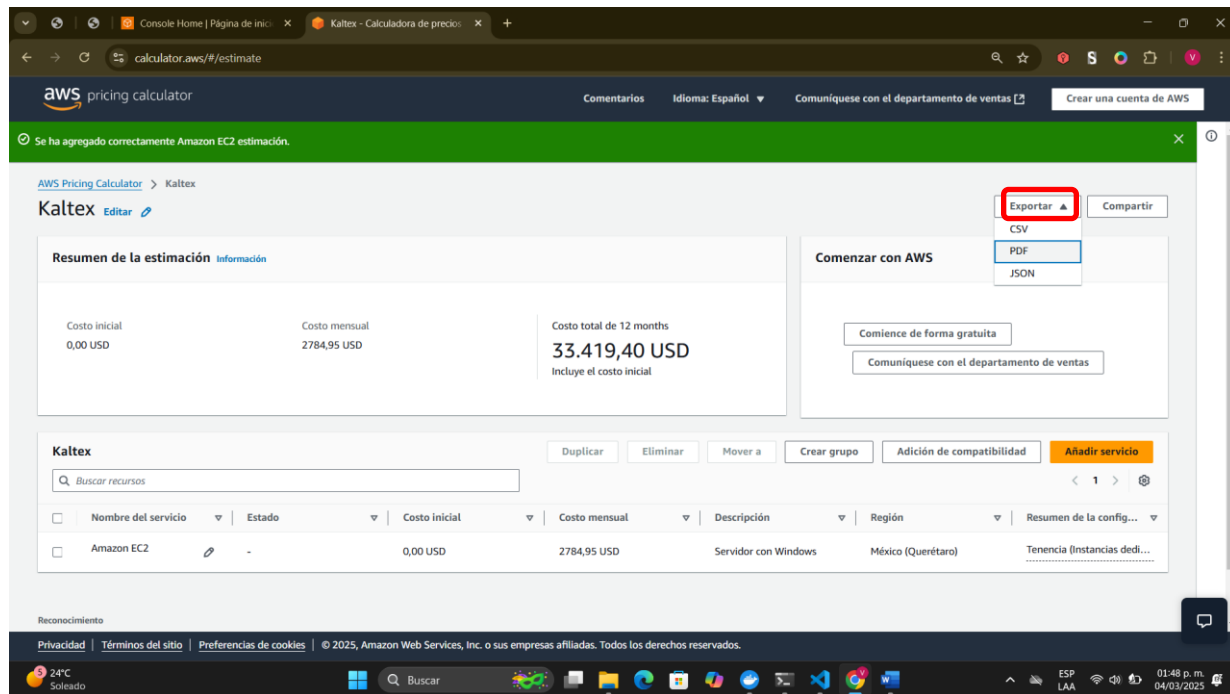 Console Home | Página de inici
Kaltex - Calculadora de precios
calculator.aws/#/estimate
V
aws pricing calculator
Comentarios
Idioma: Español
Comuníquese con el departamento de ventas
Crear una cuenta de AWS
Se ha agregado correctamente Amazon EC2 estimación.
AWS Pricing Calculator > Kaltex
Kaltex Editar
Exportar
Compartir
CSV
PDF
JSON
Resumen de la estimación Información
Comenzar con AWS
Costo inicial
0,00 USD
Costo mensual
2784,95 USD
Costo total de 12 months
33.419,40 USD
Incluye el costo inicial
Comience de forma gratuita
Comuníquese con el departamento de ventas
Kaltex
Duplicar
Eliminar
Mover a
Crear grupo
Adición de compatibilidad
Añadir servicio
Buscar recursos
< 1 >
Nombre del servicio
Estado
Costo inicial
Costo mensual
Descripción
Región
Resumen de la config...
Amazon EC2
-
0,00 USD
2784,95 USD
Servidor con Windows
México (Querétaro)
Tenencia (Instancias dedi...
Reconocimiento
Privacidad | Términos del sitio | Preferencias de cookies | © 2025, Amazon Web Services, Inc. o sus empresas afiliadas. Todos los derechos reservados.
5
24°C
Soleado
Buscar
ESP
LAA
01:48 p. m.
04/03/2025